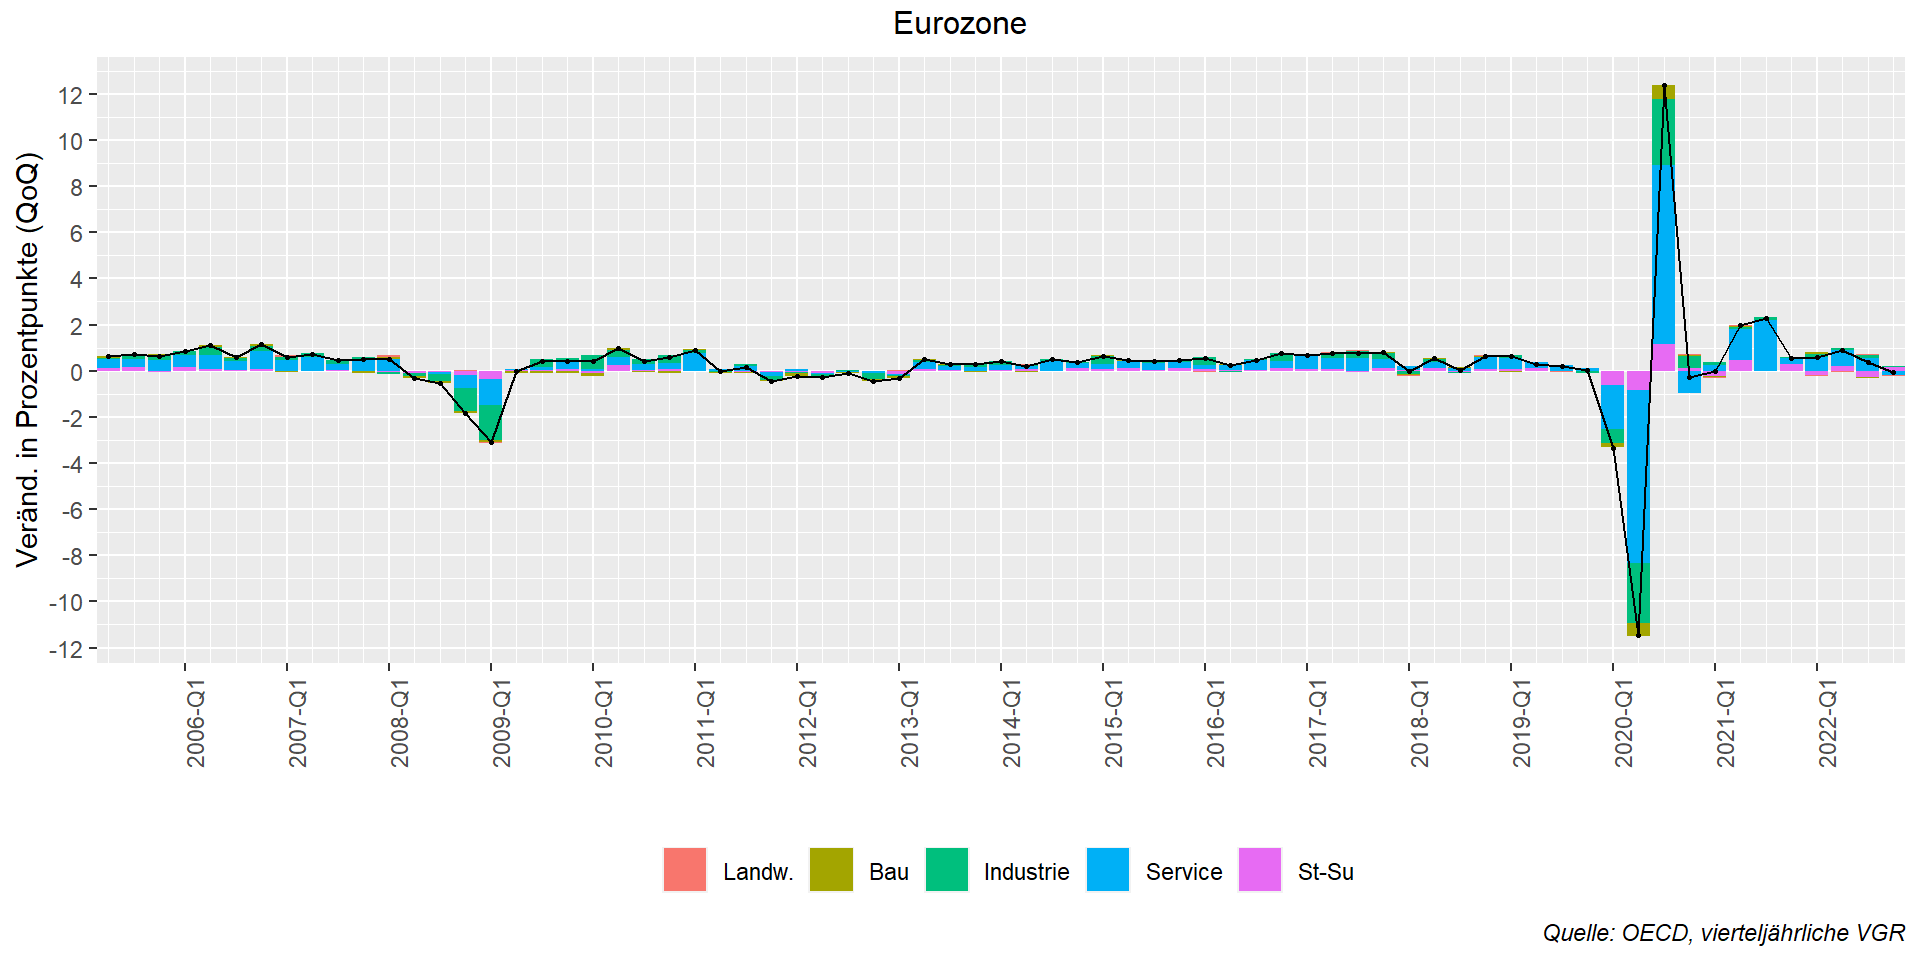 Eurozone
Veränd. in Prozentpunkte (QoQ)
12
10
8
6
4
2
0
-2
-4
-6
-8
-10
-12
2006-Q1
2007-Q1
2008-Q1
2009-Q1
2010-Q1
2011-Q1
2012-Q1
2013-Q1
2014-Q1
2015-Q1
2016-Q1
2017-Q1
2018-Q1
2019-Q1
2020-Q1
2021-Q1
2022-Q1
Landw. Bau Industrie Service St-Su
Quelle: OECD, vierteljährliche VGR